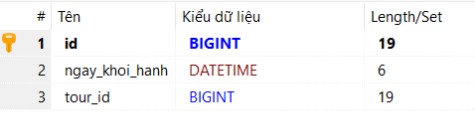 # Tên Kiểu dữ liệu Length/Set
1 id BIGINT 19
2 ngay_khoi_hanh DATETIME 6
3 tour_id BIGINT 19